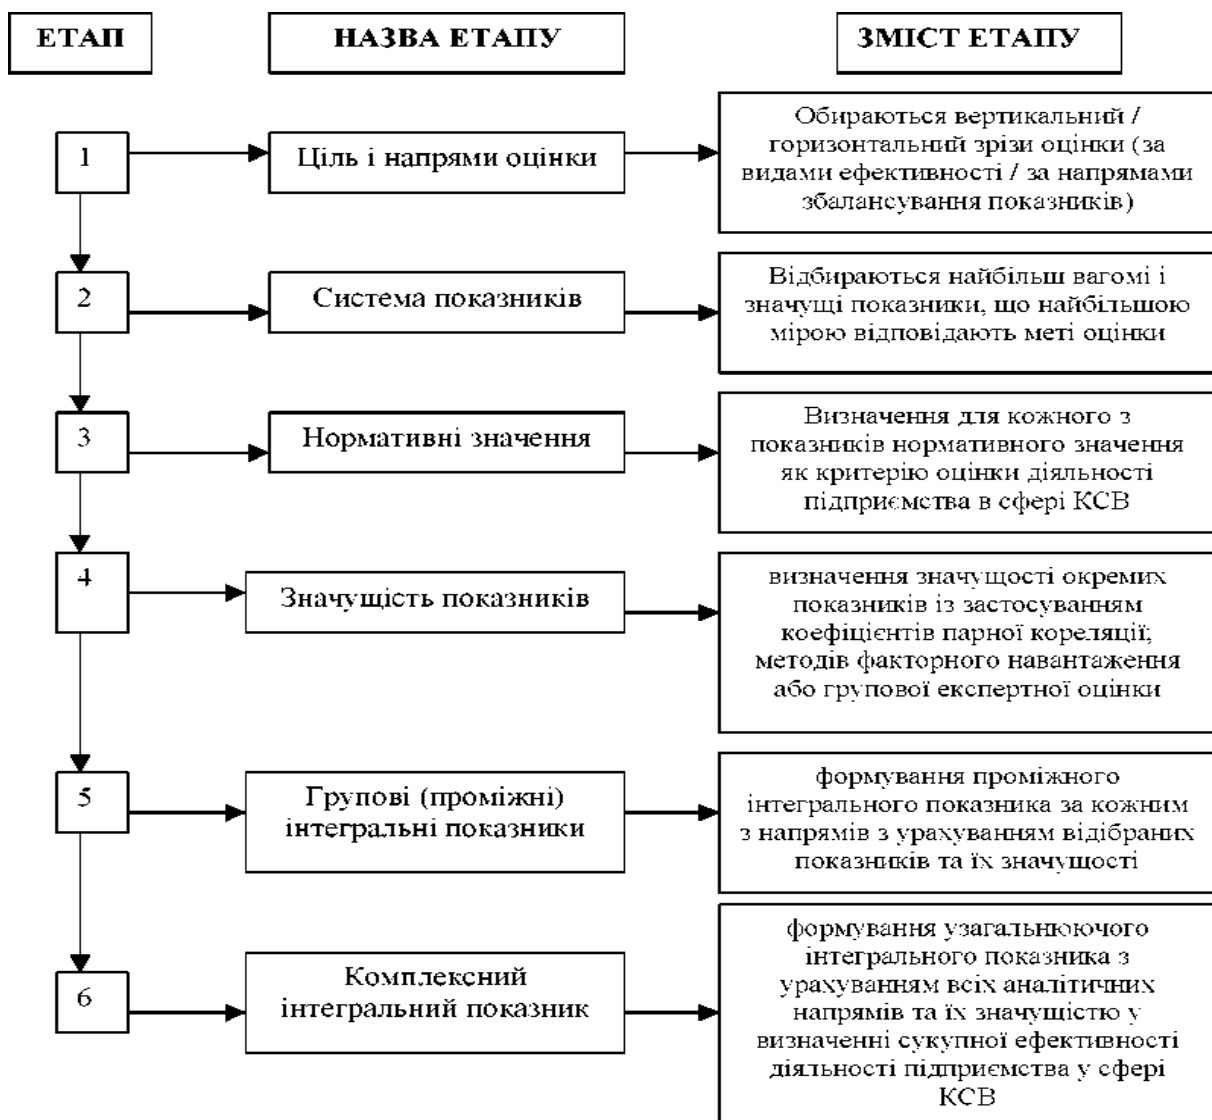 ЕТАП
НАЗВА ЕТАПУ
ЗМІСТ ЕТАПУ
1
Ціль і напрями оцінки
Обираються вертикальний /
горизонтальний зрізи оцінки (за
видами ефективності / за напрямами
збалансування показників)
2
Система показників
Відбираються найбільш вагомі і
значущі показники, що найбільшою
мірою відповідають меті оцінки
3
Нормативні значення
Визначення для кожного з
показників нормативного значення
як критерію оцінки діяльності
підприємства в сфері КСВ
4
Значущість показників
визначення значущості окремих
показників із застосуванням
коефіцієнтів парної кореляції;
методів факторного навантаження
або групової експертної оцінки
5
Групові (проміжні)
інтегральні показники
формування проміжного
інтегрального показника за кожним
з напрямів з урахуванням відібраних
показників та їх значущості
6
Комплексний
інтегральний показник
формування узагальнюючого
інтегрального показника з
урахуванням всіх аналітичних
напрямів та їх значущістю у
визначенні сукупної ефективності
діяльності підприємства у сфері
КСВ